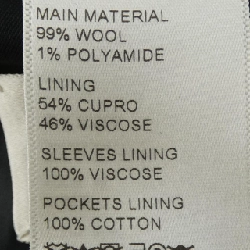 MAIN MATERIAL
99% WOOL
1% POLYAMIDE
LINING
54% CUPRO
46% VISCOSE
SLEEVES LINING
100% VISCOSE
POCKETS LINING
100% COTTON